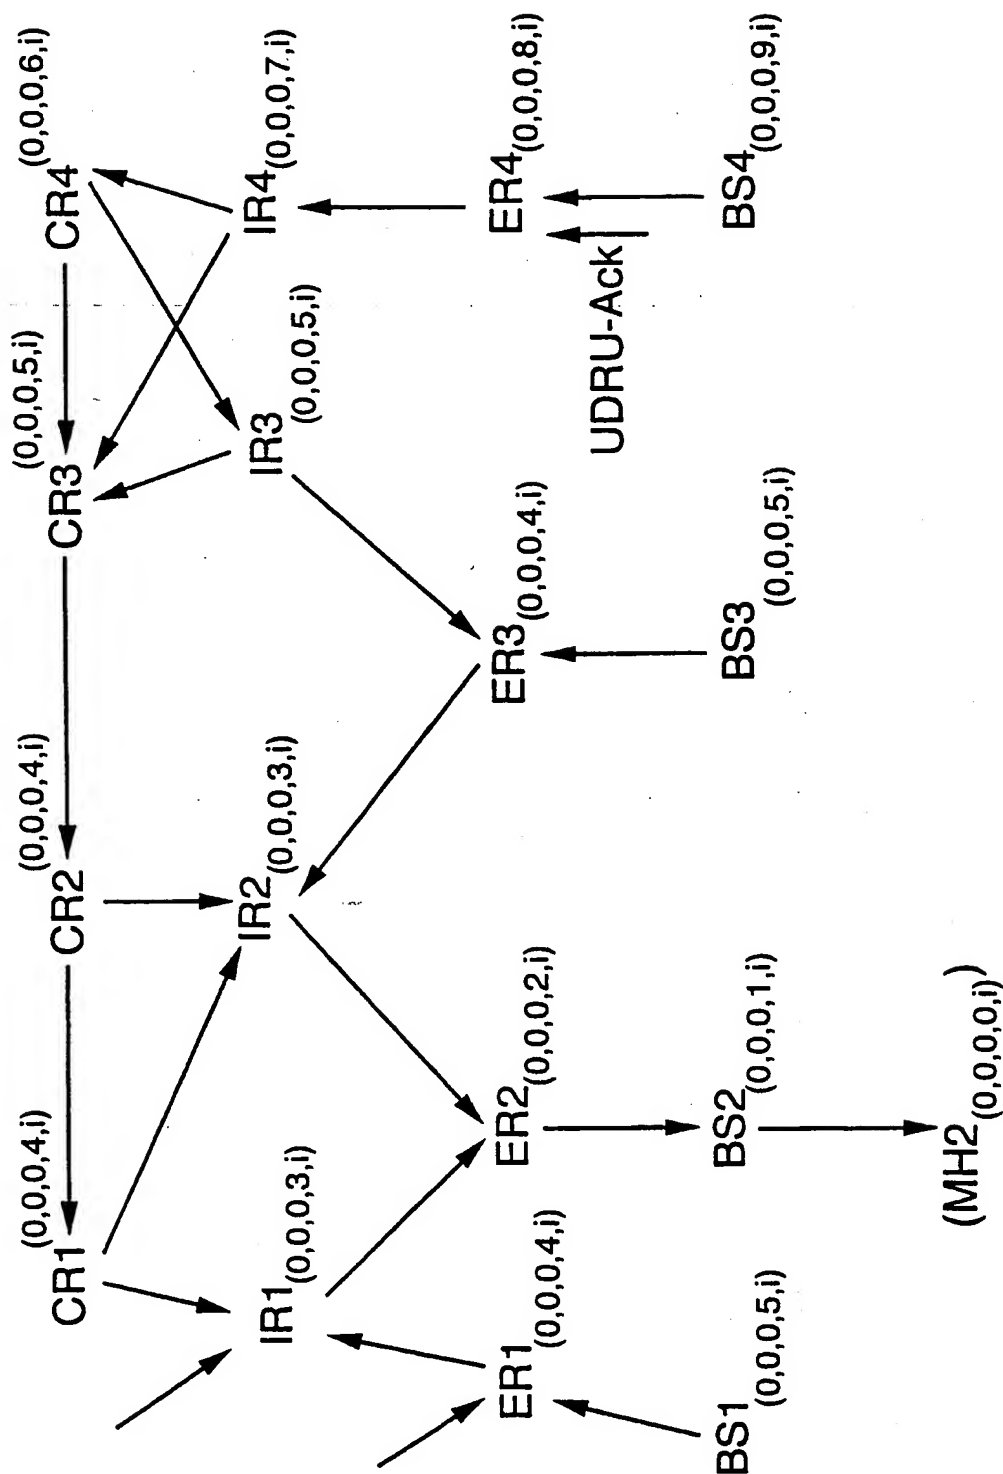 CR1(0,0,0,4,i)
CR2(0,0,0,4,i)
CR3(0,0,0,5,i)
CR4(0,0,0,6,i)
IR1(0,0,0,3,i)
IR2(0,0,0,3,i)
IR3(0,0,0,5,i)
IR4(0,0,0,7,i)
ER1(0,0,0,4,i)
ER2(0,0,0,2,i)
ER3(0,0,0,4,i)
ER4(0,0,0,8,i)
UDRU-Ack
BS1(0,0,0,5,i)
BS2(0,0,0,1,i)
BS3(0,0,0,5,i)
BS4(0,0,0,9,i)
(MH2(0,0,0,0,i))